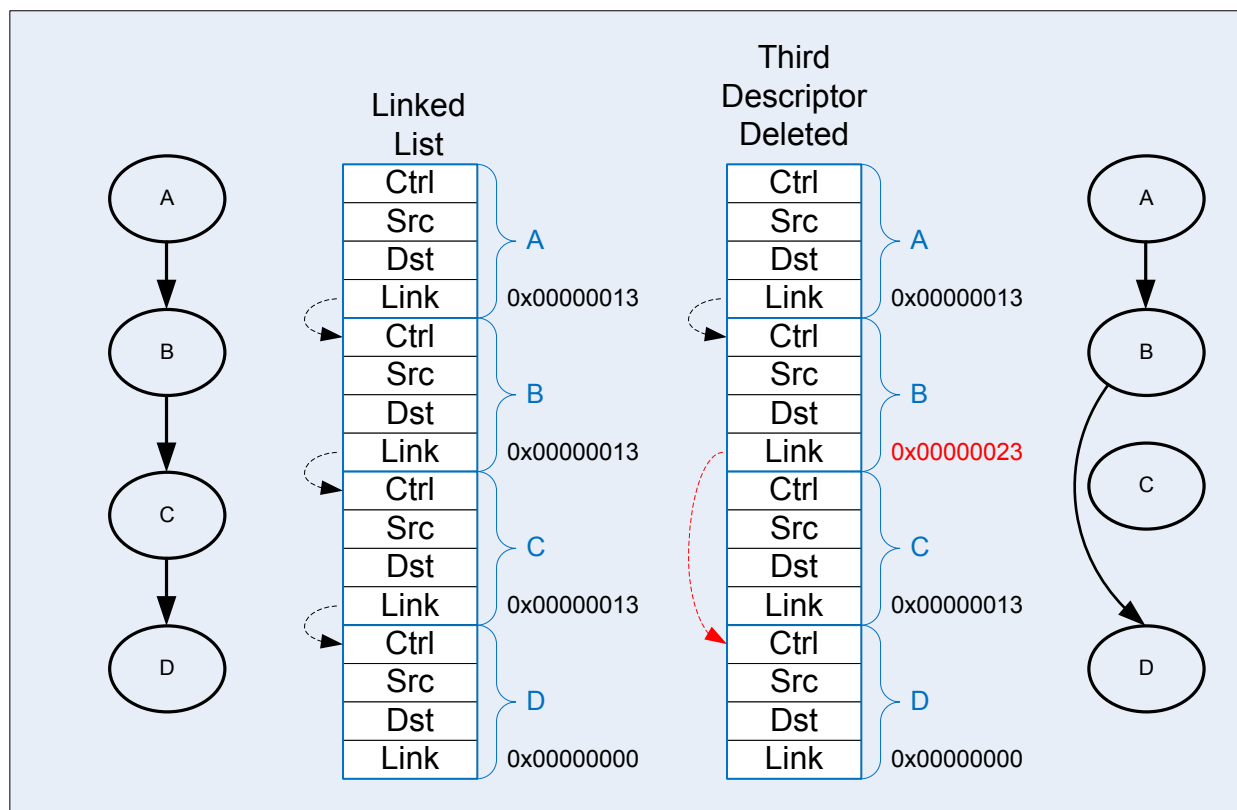 Linked
List
Third
Descriptor
Deleted
A
B
C
D
Ctrl
Src
Dst
Link
A
0x00000013
Ctrl
Src
Dst
Link
B
0x00000013
Ctrl
Src
Dst
Link
C
0x00000013
Ctrl
Src
Dst
Link
D
0x00000000
Ctrl
Src
Dst
Link
A
0x00000013
Ctrl
Src
Dst
Link
B
0x00000023
Ctrl
Src
Dst
Link
C
0x00000013
Ctrl
Src
Dst
Link
D
0x00000000
A
B
C
D